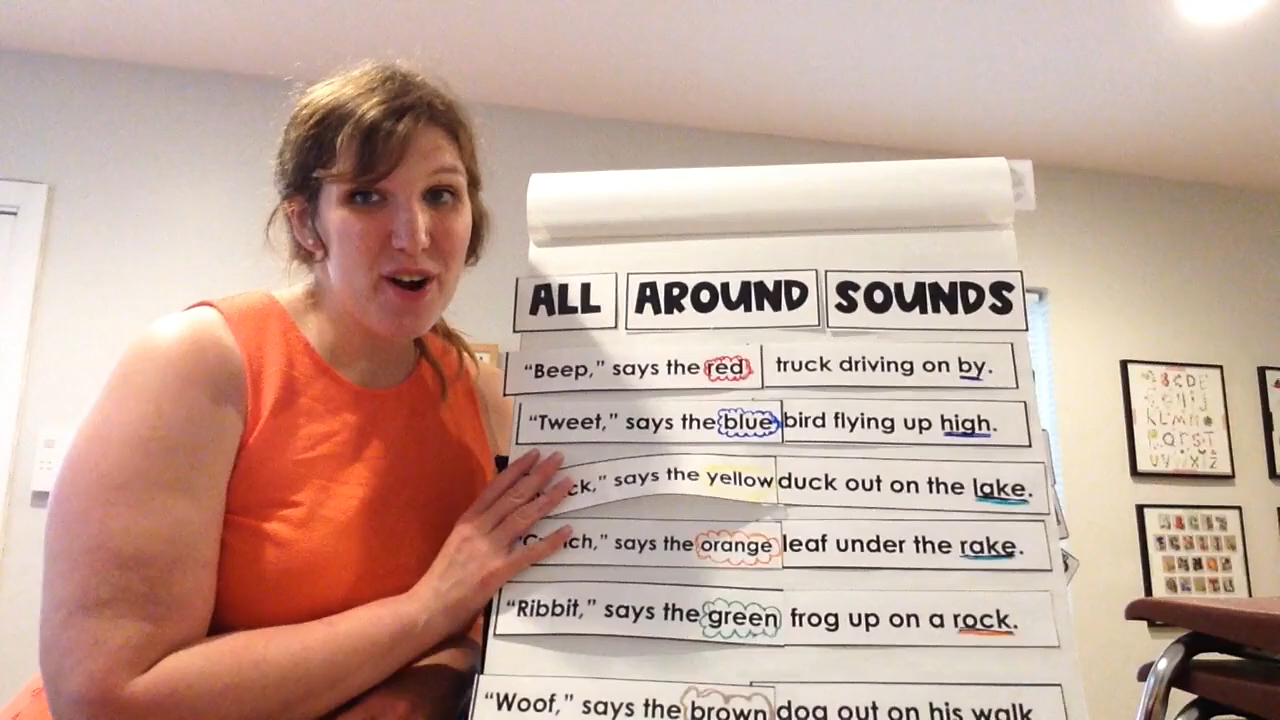 ALL AROUND SOUNDS
"Beep," says the red truck driving on by.
"Tweet," says the blue bird flying up high.
says the yellow duck out on the lake.
says the orange leaf under the rake.
"Ribbit," says the green frog up on a rock.
"Woof," says the brown dog out on his walk